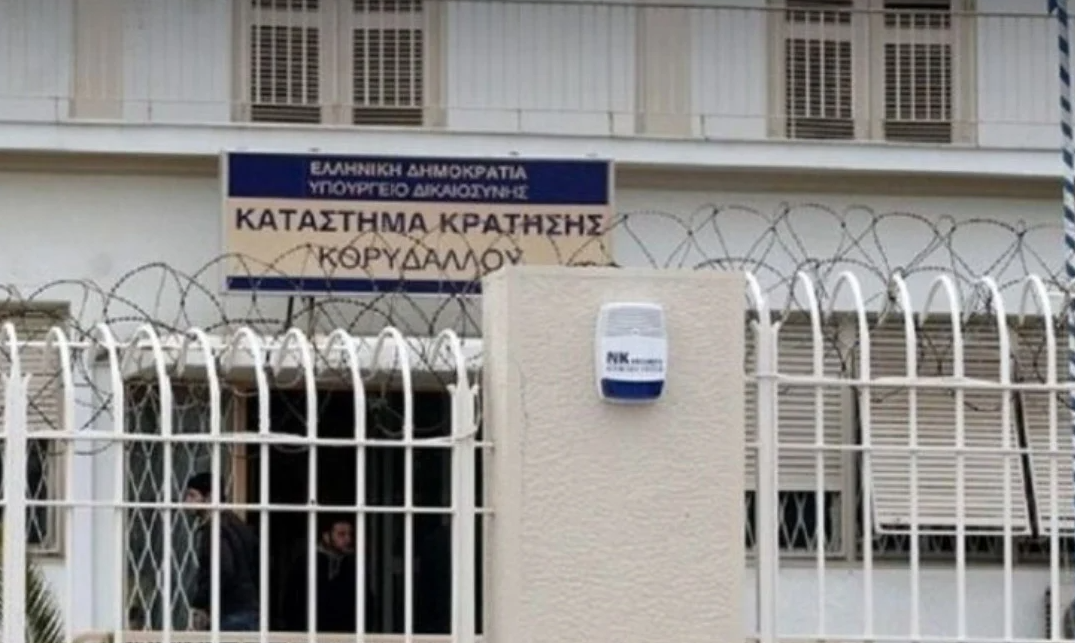 ΕΛΛΗΝΙΚΗ ΔΗΜΟΚΡΑΤΙΑ
ΥΠΟΥΡΓΕΙΟ ΔΙΚΑΙΟΣΥΝΗΣ
ΚΑΤΑΣΤΗΜΑ ΚΡΑΤΗΣΗΣ
ΚΟΡΥΔΑΛΛΟΥ
NK